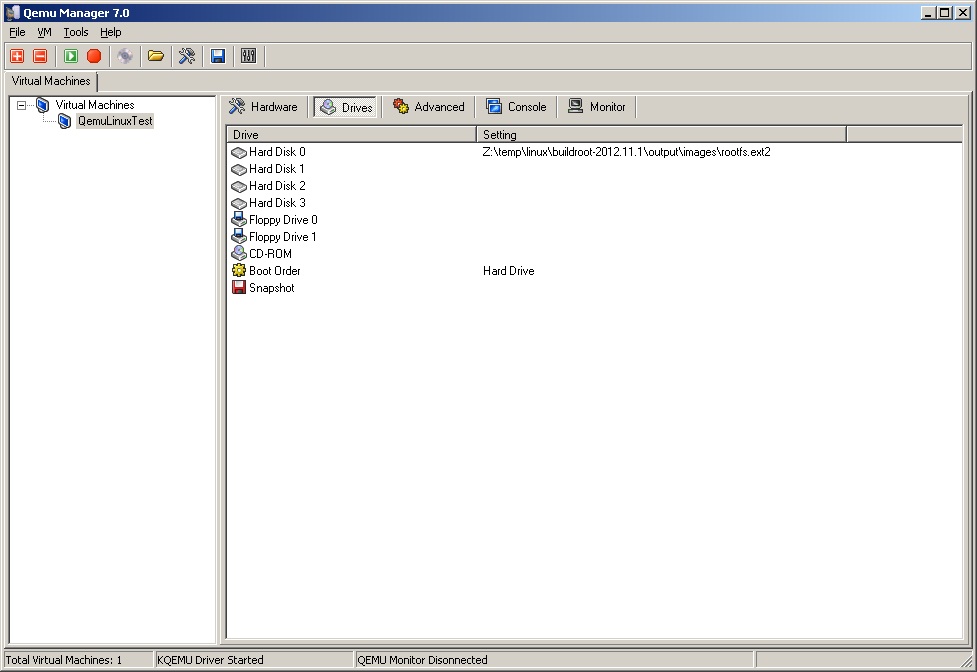 Qemu Manager 7.0
File VM Tools Help
Virtual Machines
Virtual Machines
QemuLinuxTest
Hardware Drives Advanced Console Monitor
Drive Setting
Hard Disk 0 Z:\temp\linux\buildroot-2012.11.1\output\images\rootfs.ext2
Hard Disk 1
Hard Disk 2
Hard Disk 3
Floppy Drive 0
Floppy Drive 1
CD-ROM
Boot Order Hard Drive
Snapshot
Total Virtual Machines: 1 KQEMU Driver Started QEMU Monitor Disonnected